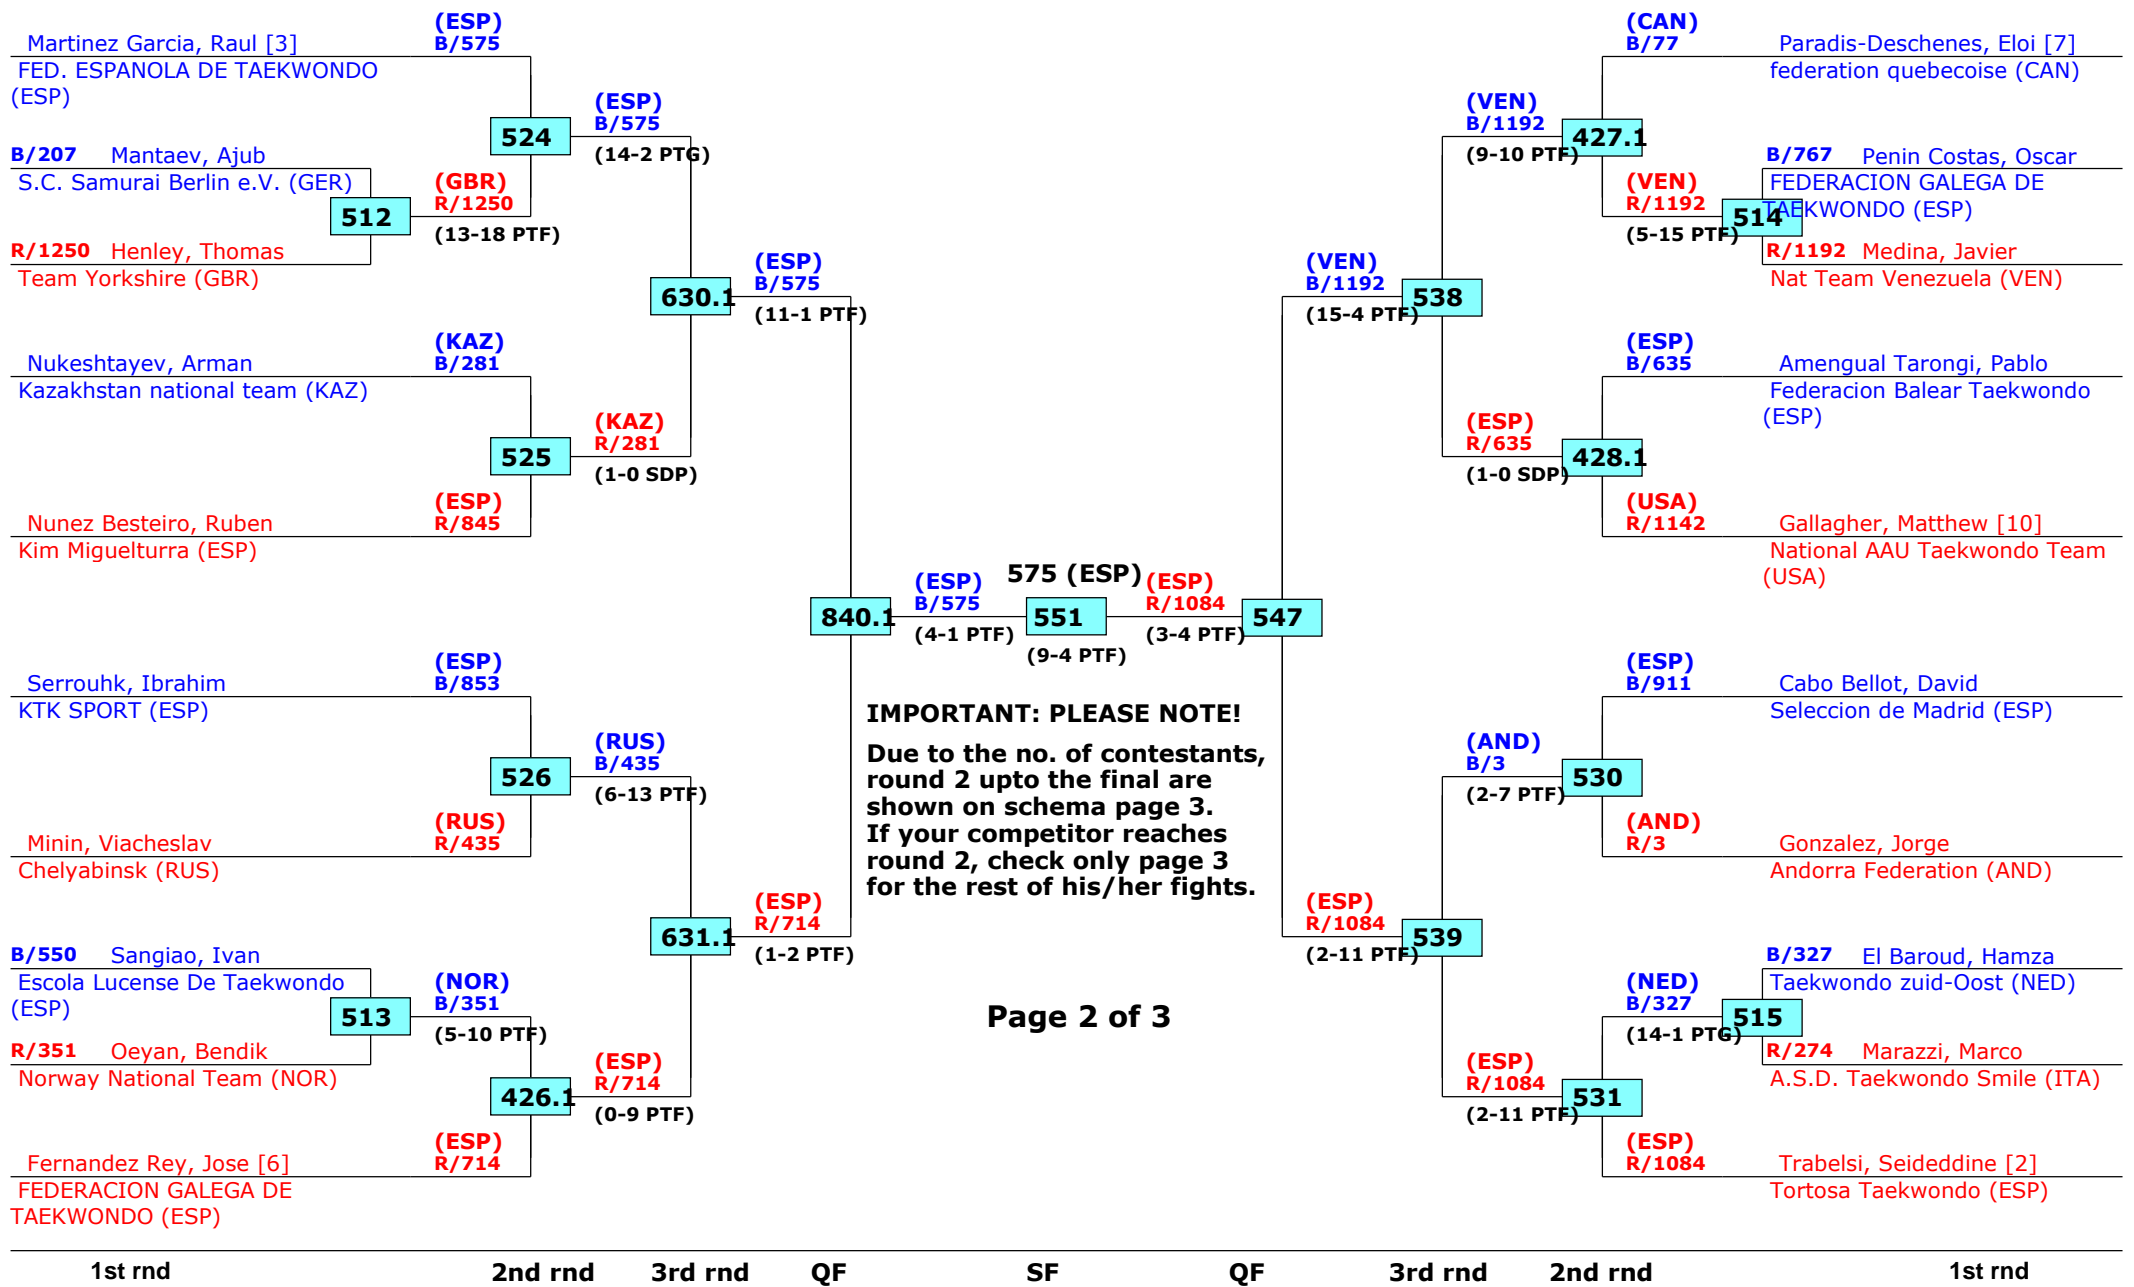 (ESP)
Martinez Garcia, Raul [3] B/575
FED. ESPANOLA DE TAEKWONDO
(ESP)
(ESP)
B/575
524
(14-2 PTG)
B/207 Mantaev, Ajub
S.C. Samurai Berlin e.V. (GER)
(GBR)
R/1250
512
(13-18 PTF)
R/1250 Henley, Thomas
Team Yorkshire (GBR)
(ESP)
B/575
630.1
(11-1 PTF)
(KAZ)
Nukeshtayev, Arman B/281
Kazakhstan national team (KAZ)
(KAZ)
R/281
525
(1-0 SDP)
(ESP)
Nunez Besteiro, Ruben R/845
Kim Miguelturra (ESP)
(ESP)
B/575
840.1
(4-1 PTF)
575 (ESP)
551
(9-4 PTF)
(ESP)
R/1084
547
(3-4 PTF)
(ESP)
Serrouhk, Ibrahim B/853
KTK SPORT (ESP)
(RUS)
B/435
526
(6-13 PTF)
(RUS)
Minin, Viacheslav R/435
Chelyabinsk (RUS)
(ESP)
R/714
631.1
(1-2 PTF)
B/550 Sangiao, Ivan
Escola Lucense De Taekwondo
(ESP)
(NOR)
B/351
513
(5-10 PTF)
R/351 Oeyan, Bendik
Norway National Team (NOR)
(ESP)
R/714
426.1
(0-9 PTF)
(ESP)
Fernandez Rey, Jose [6] R/714
FEDERACION GALEGA DE
TAEKWONDO (ESP)
IMPORTANT: PLEASE NOTE!
Due to the no. of contestants,
round 2 upto the final are
shown on schema page 3.
If your competitor reaches
round 2, check only page 3
for the rest of his/her fights.
Page 2 of 3
(CAN)
B/77 Paradis-Deschenes, Eloi [7]
federation quebecoise (CAN)
(VEN)
B/1192
427.1
(9-10 PTF)
B/767 Penin Costas, Oscar
FEDERACION GALEGA DE
TAEKWONDO (ESP)
(VEN)
R/1192
514
(5-15 PTF)
R/1192 Medina, Javier
Nat Team Venezuela (VEN)
(VEN)
B/1192
538
(15-4 PTF)
(ESP)
B/635 Amengual Tarongi, Pablo
Federacion Balear Taekwondo
(ESP)
(ESP)
R/635
428.1
(1-0 SDP)
(USA)
R/1142 Gallagher, Matthew [10]
National AAU Taekwondo Team
(USA)
(ESP)
B/911 Cabo Bellot, David
Seleccion de Madrid (ESP)
(AND)
B/3
530
(2-7 PTF)
(AND)
R/3 Gonzalez, Jorge
Andorra Federation (AND)
(ESP)
R/1084
539
(2-11 PTF)
B/327 El Baroud, Hamza
Taekwondo zuid-Oost (NED)
(NED)
B/327
515
(14-1 PTG)
R/274 Marazzi, Marco
A.S.D. Taekwondo Smile (ITA)
(ESP)
R/1084
531
(2-11 PTF)
(ESP)
R/1084 Trabelsi, Seideddine [2]
Tortosa Taekwondo (ESP)
1st rnd 2nd rnd 3rd rnd QF SF QF 3rd rnd 2nd rnd 1st rnd